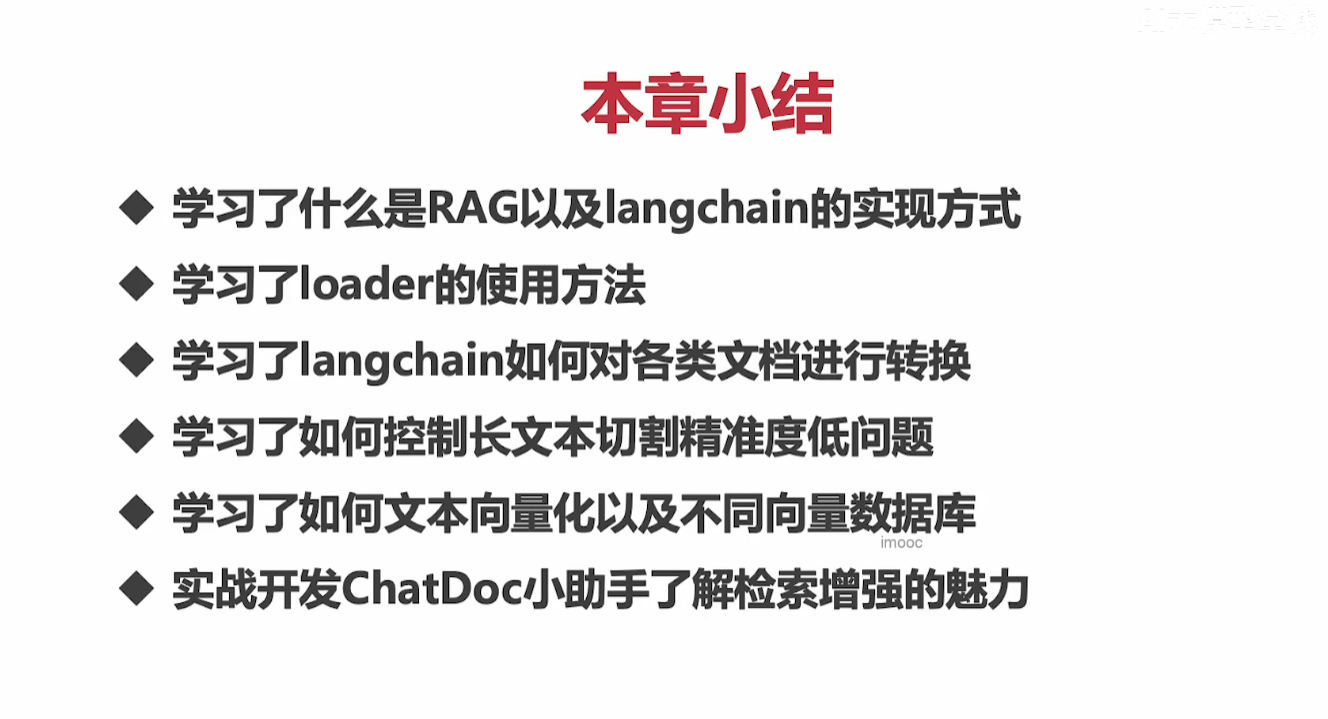 本章小结
◆ 学习了什么是RAG以及langchain的实现方式
◆ 学习了loader的使用方法
◆ 学习了langchain如何对各类文档进行转换
◆ 学习了如何控制长文本切割精准度低问题
◆ 学习了如何文本向量化以及不同向量数据库
imooc
◆ 实战开发ChatDoc小助手了解检索增强的魅力